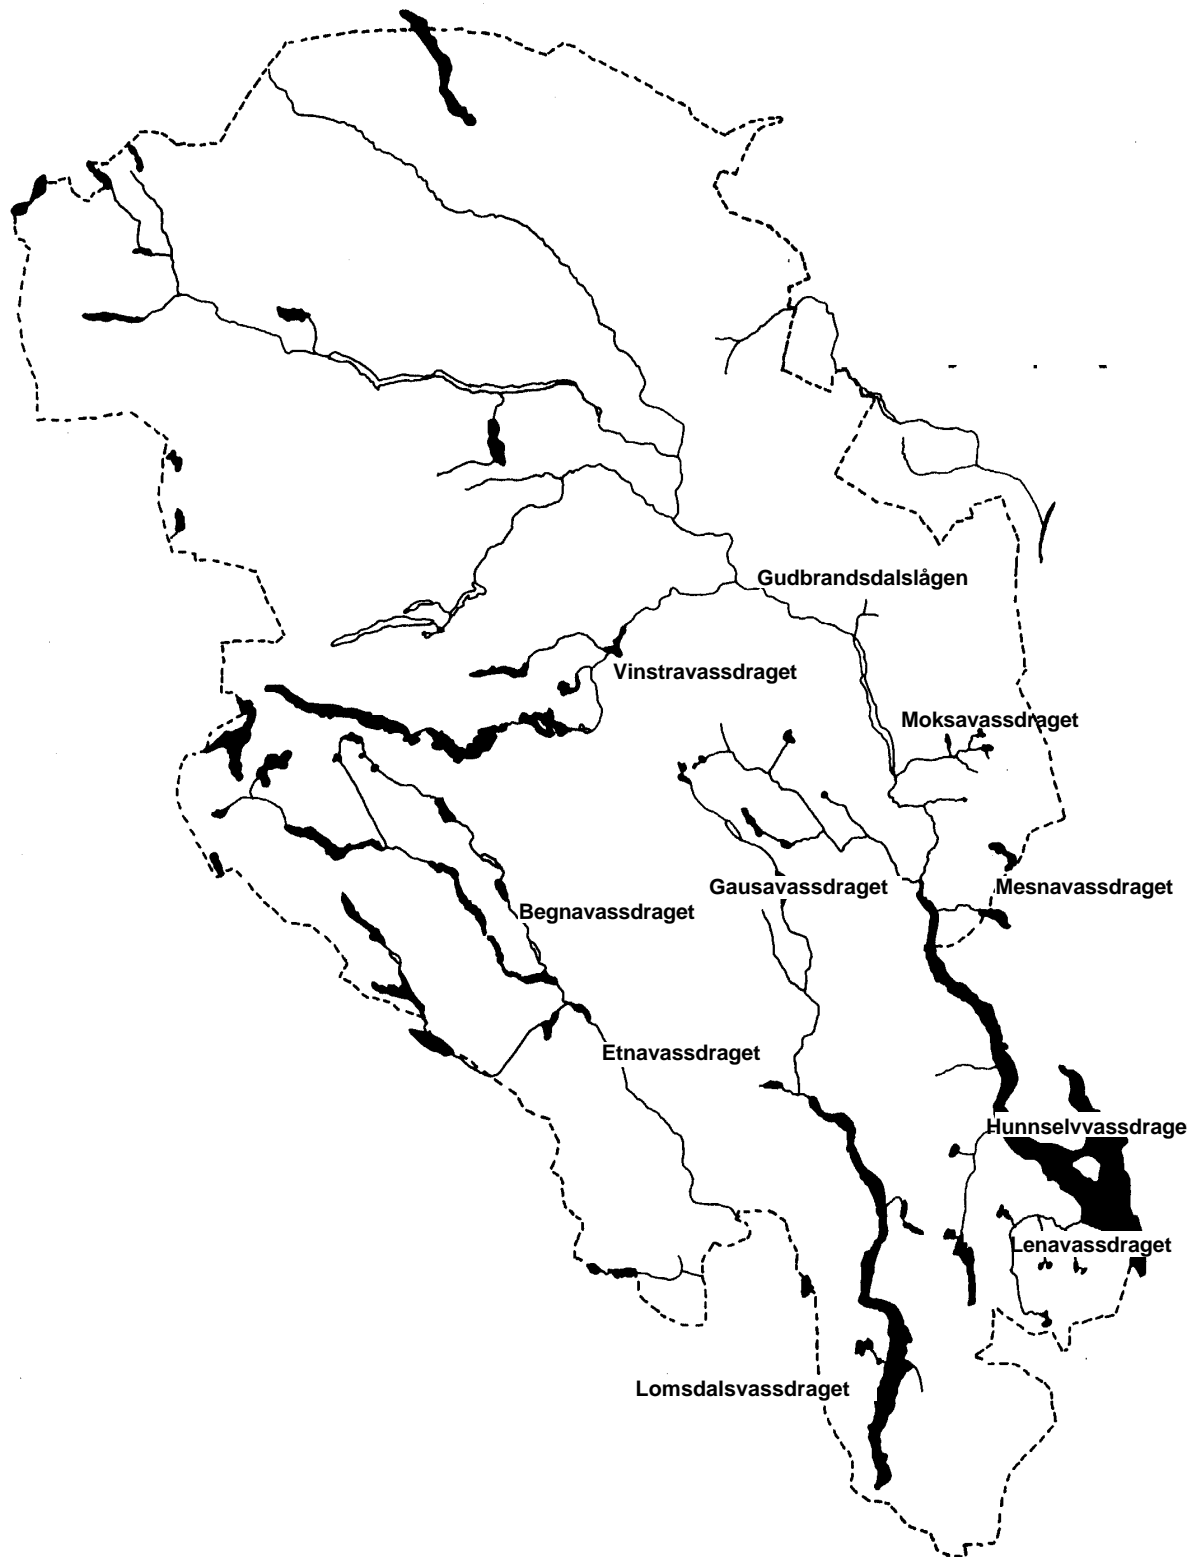 Gudbrandsdalslågen
Vinstravassdraget
Moksavassdraget
Gausavassdraget
Mesnavassdraget
Begnavassdraget
Etnavassdraget
Hunnselvvassdrage
Lenavassdraget
Lomsdalsvassdraget